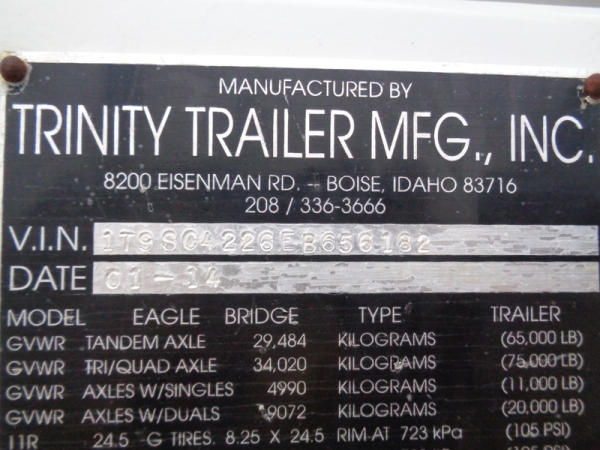 MANUFACTURED BY
TRINITY TRAILER MFG., INC.
8200 EISENMAN RD. -- BOISE, IDAHO 83716
208 / 336-3666
V.I.N. 1T9SC4226EB656182
DATE 01-14
MODEL EAGLE BRIDGE TYPE TRAILER
GVWR TANDEM AXLE 29,484 KILOGRAMS (65,000 LB)
GVWR TRI/QUAD AXLE 34,020 KILOGRAMS (75,000 LB)
GVWR AXLES W/SINGLES 4990 KILOGRAMS (11,000 LB)
GVWR AXLES W/DUALS 9072 KILOGRAMS (20,000 LB)
11R 24.5 -G TIRES. 8.25 X 24.5 RIM-AT 723 kPa (105 PSI)